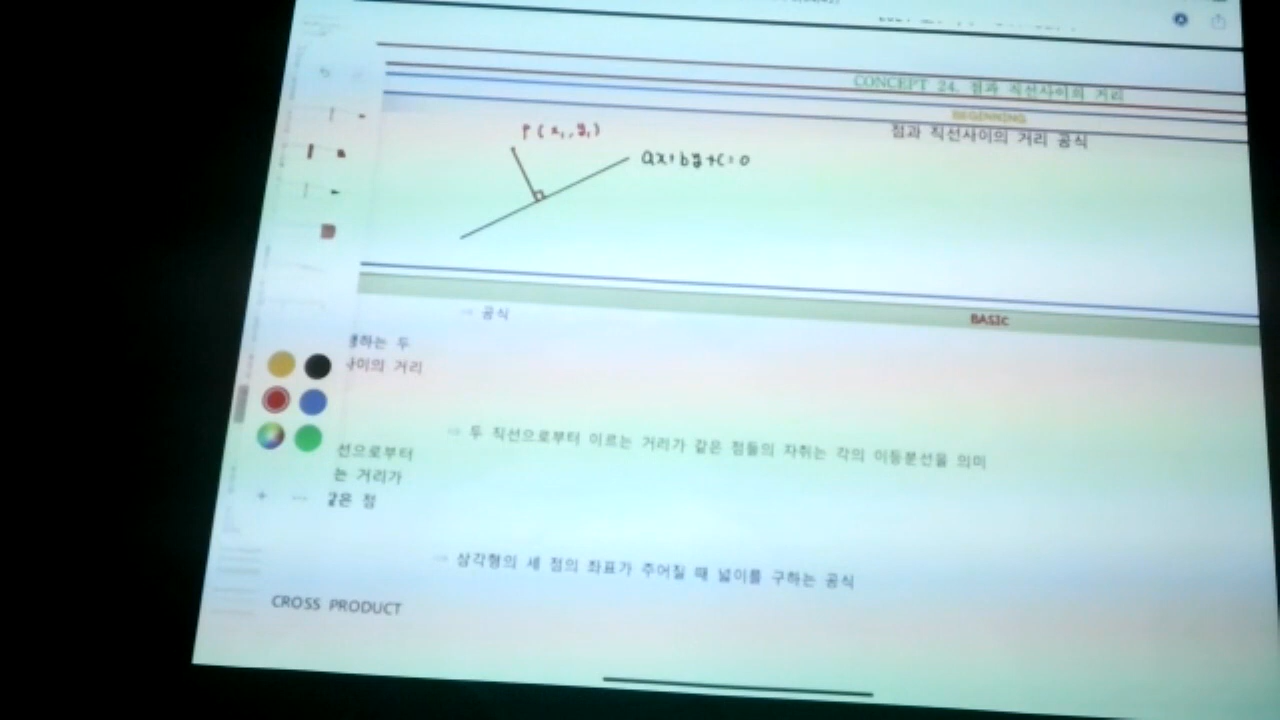 CONCEPT 24. 점과 직선사이의 거리
BEGINNING
점과 직선사이의 거리 공식
P(x₁,y₁)
ax+by+c=0
BASIC
→ 공식
행하는 두
사이의 거리
→ 두 직선으로부터 이르는 거리가 같은 점들의 자취는 각의 이등분선을 의미
선으로부터
는 거리가
같은 점
→ 삼각형의 세 점의 좌표가 주어질 때 넓이를 구하는 공식
CROSS PRODUCT